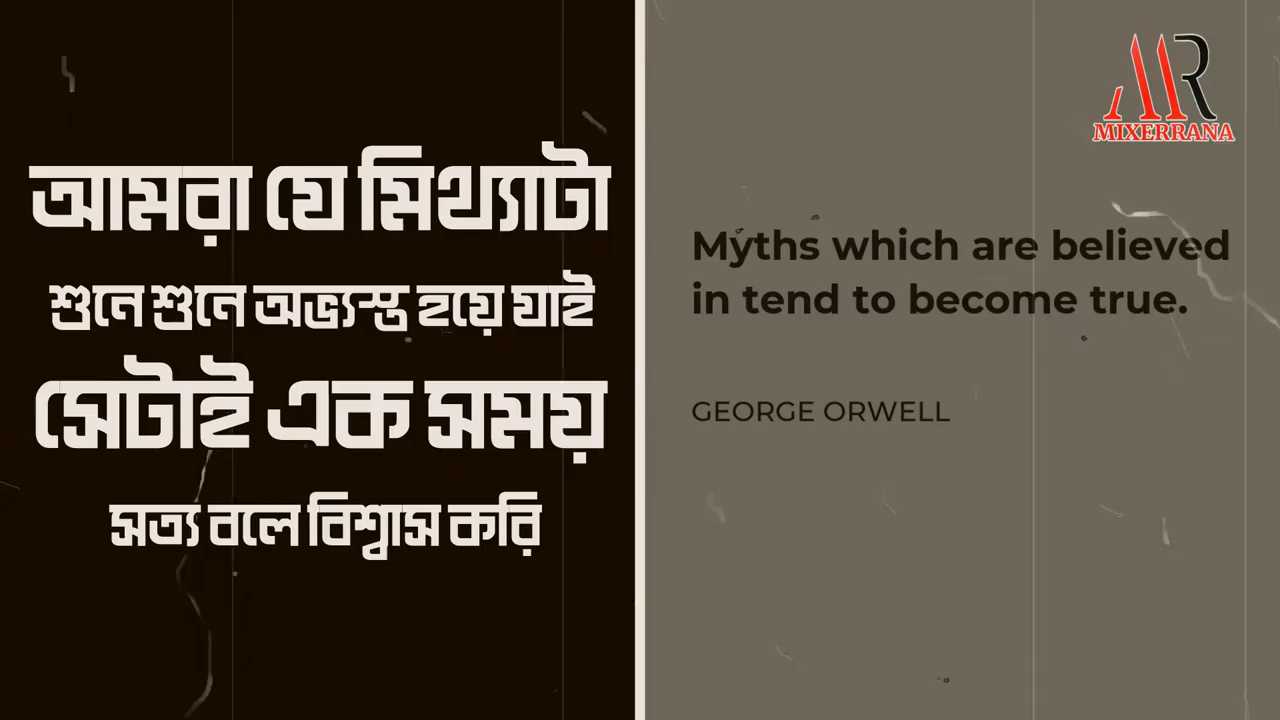 আমরা যে মিথ্যাটা
শুনে শুনে অভ্যস্ত হয়ে যাই
সেটাই এক সময়
সত্য বলে বিশ্বাস করি
MR
MIXERRANA
Myths which are believed
in tend to become true.
GEORGE ORWELL